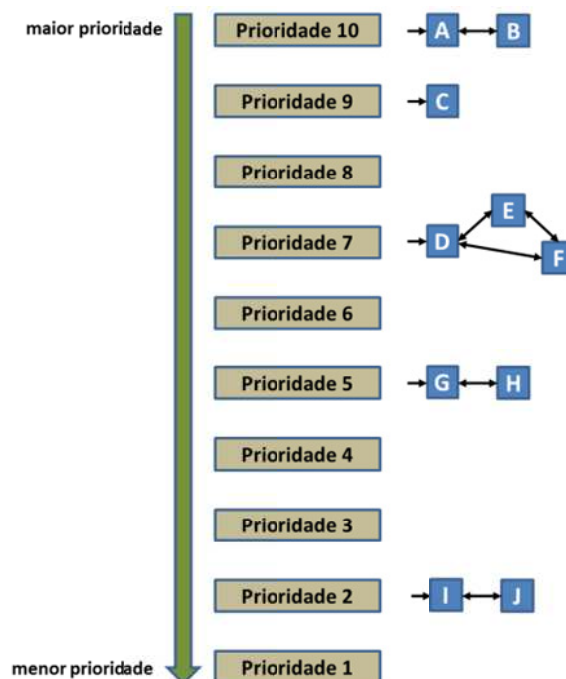 maior prioridade
Prioridade 10
A
B
Prioridade 9
C
Prioridade 8
E
Prioridade 7
D
F
Prioridade 6
Prioridade 5
G
H
Prioridade 4
Prioridade 3
Prioridade 2
I
J
menor prioridade
Prioridade 1